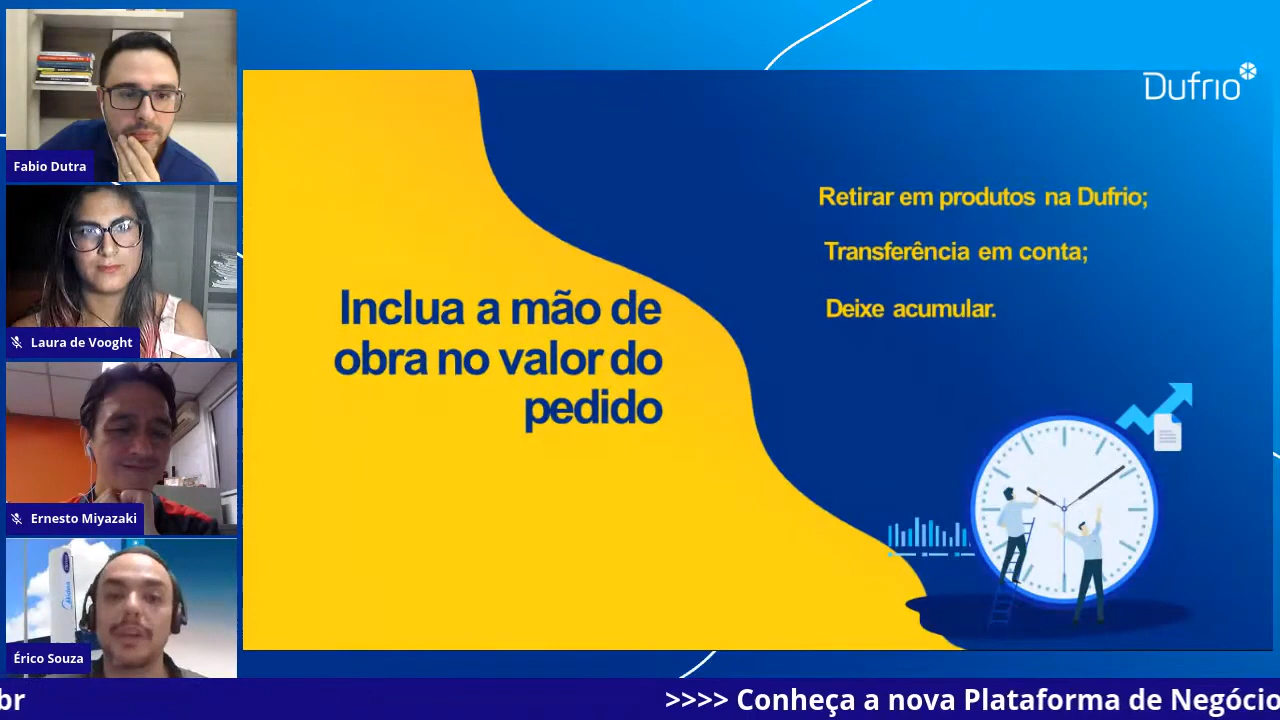 Fabio Dutra
Laura de Vooght
Ernesto Miyazaki
Érico Souza
Dufrio
Inclua a mão de
obra no valor do
pedido
Retirar em produtos na Dufrio;
Transferência em conta;
Deixe acumular.
br
>>>> Conheça a nova Plataforma de Negócio